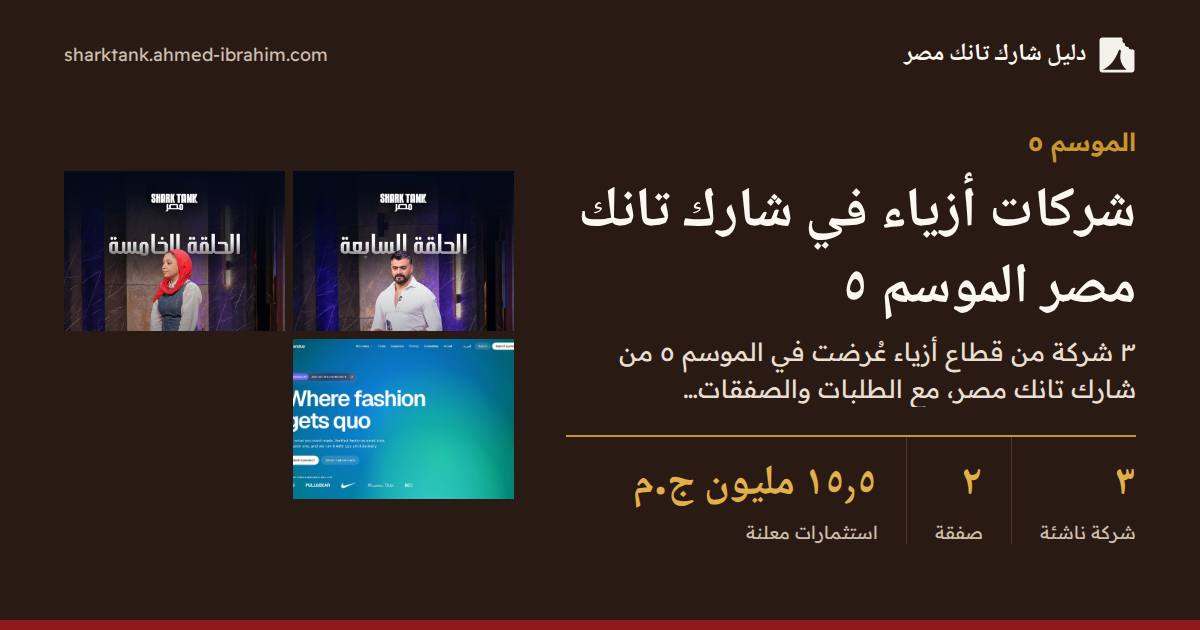 دليل شارك تانك مصر
sharktank.ahmed-ibrahim.com
الموسم ٥
شركات أزياء في شارك تانك
مصر الموسم ٥
٣ شركة من قطاع أزياء عُرضت في الموسم ٥ من
شارك تانك مصر، مع الطلبات والصفقات...
٣
شركة ناشئة
٢
صفقة
١٥٫٥ مليون ج.م
استثمارات معلنة
SHARK TANK
مصر
الحلقة السابعة
SHARK TANK
مصر
الحلقة الخامسة
Where fashion
gets quo
PULL&BEAR